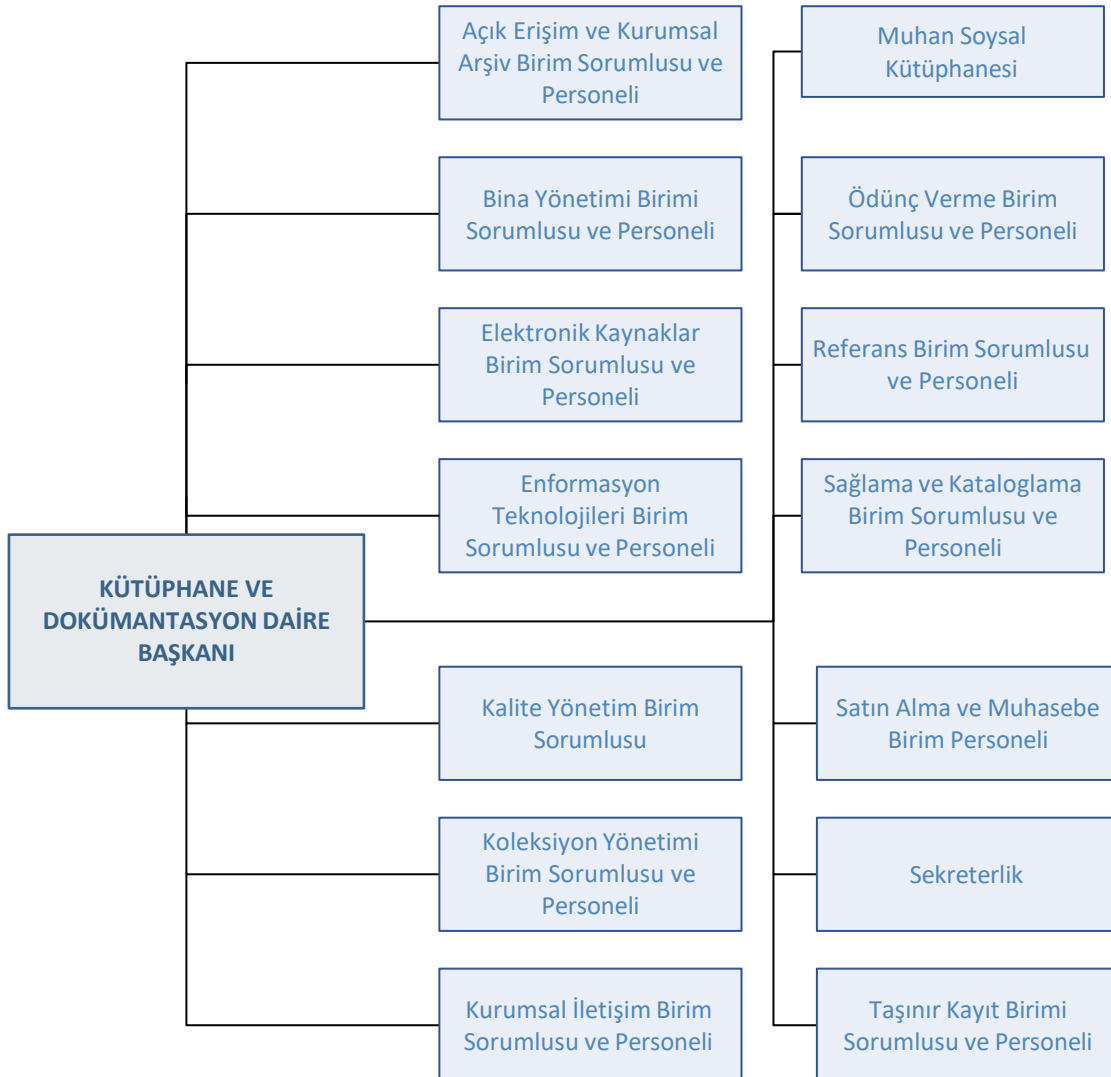 Açık Erişim ve Kurumsal
Arşiv Birim Sorumlusu ve
Personeli
Muhan Soysal
Kütüphanesi
Bina Yönetimi Birimi
Sorumlusu ve Personeli
Ödünç Verme Birim
Sorumlusu ve Personeli
Elektronik Kaynaklar
Birim Sorumlusu ve
Personeli
Referans Birim Sorumlusu
ve Personeli
Enformasyon
Teknolojileri Birim
Sorumlusu ve Personeli
Sağlama ve Kataloglama
Birim Sorumlusu ve
Personeli
KÜTÜPHANE VE
DOKÜMANTASYON DAİRE
BAŞKANI
Kalite Yönetim Birim
Sorumlusu
Satın Alma ve Muhasebe
Birim Personeli
Koleksiyon Yönetimi
Birim Sorumlusu ve
Personeli
Sekreterlik
Kurumsal İletişim Birim
Sorumlusu ve Personeli
Taşınır Kayıt Birimi
Sorumlusu ve Personeli